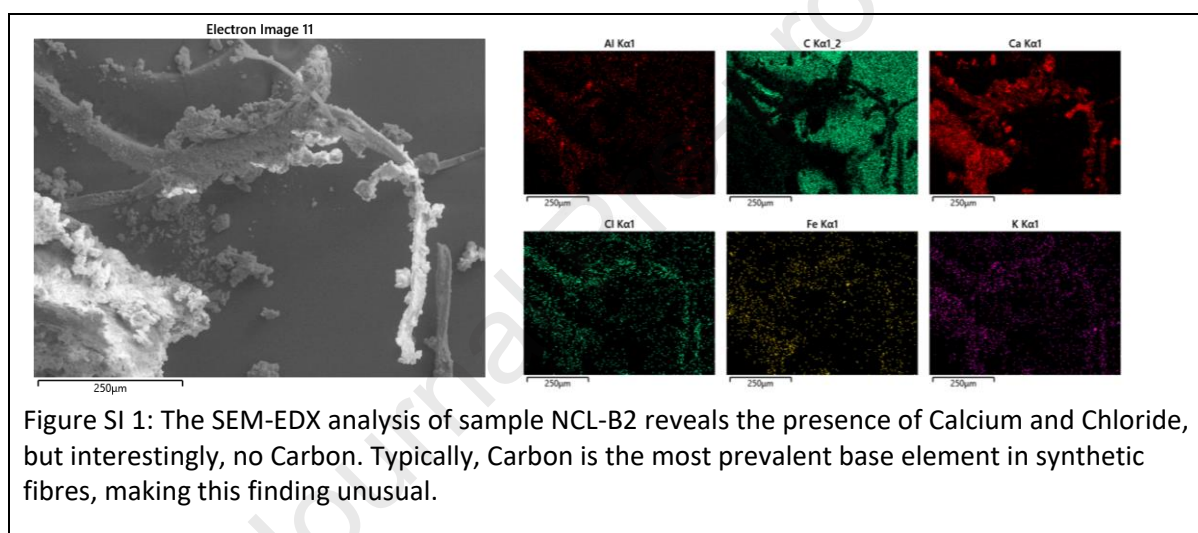 Electron Image 11
250μm
Al Kα1
C Kα1_2
Ca Kα1
250μm
250μm
250μm
Cl Kα1
Fe Kα1
K Kα1
250μm
250μm
250μm
Figure SI 1: The SEM-EDX analysis of sample NCL-B2 reveals the presence of Calcium and Chloride,
but interestingly, no Carbon. Typically, Carbon is the most prevalent base element in synthetic
fibres, making this finding unusual.
Journal Pre-pro